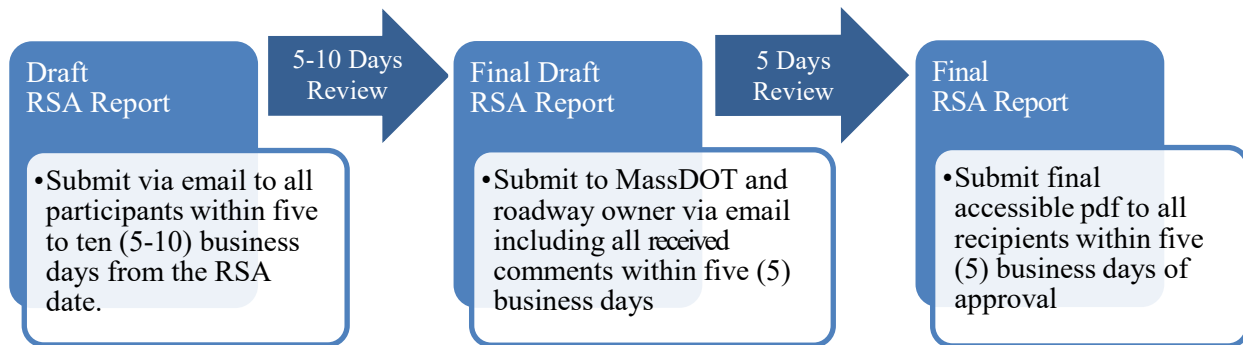 Draft
RSA Report
•Submit via email to all
participants within five
to ten (5-10) business
days from the RSA
date.
5-10 Days
Review
Final Draft
RSA Report
•Submit to MassDOT and
roadway owner via email
including all received
comments within five (5)
business days
5 Days
Review
Final
RSA Report
•Submit final
accessible pdf to all
recipients within five
(5) business days of
approval